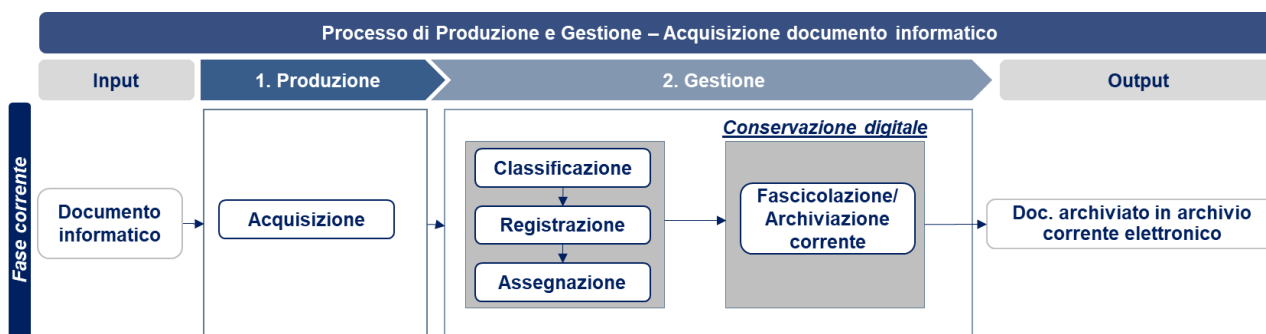 Processo di Produzione e Gestione – Acquisizione documento informatico
Input
1. Produzione
2. Gestione
Output
Fase corrente
Documento
informatico
Acquisizione
Classificazione
Registrazione
Assegnazione
Conservazione digitale
Fascicolazione/
Archiviazione
corrente
Doc. archiviato in archivio
corrente elettronico